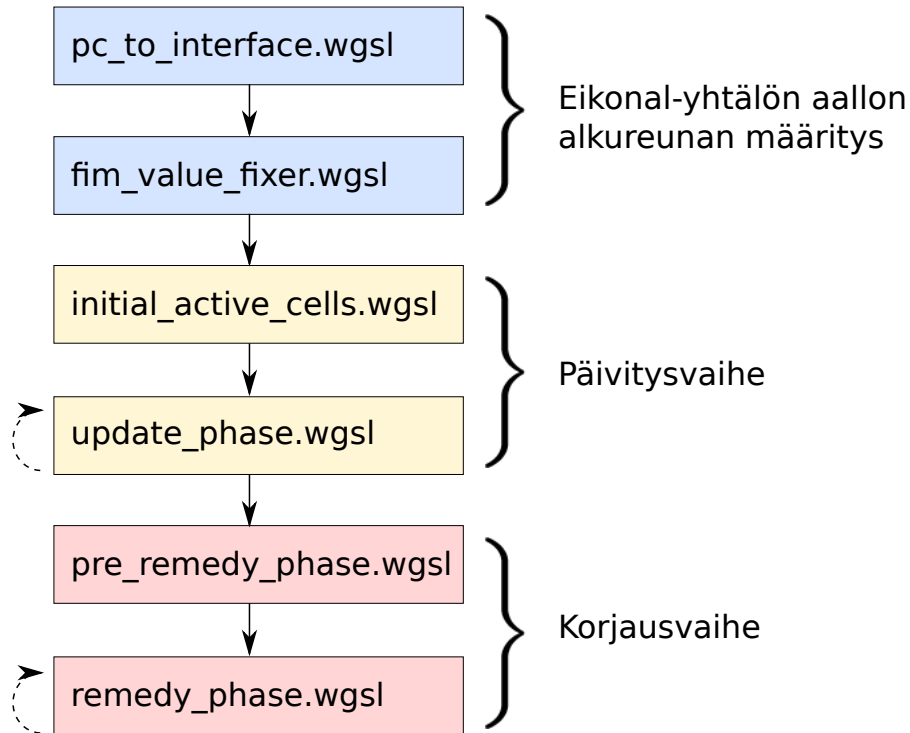 pc_to_interface.wgsl
fim_value_fixer.wgsl
Eikonal-yhtälön aallon
alkureunan määritys
initial_active_cells.wgsl
update_phase.wgsl
Päivitysvaihe
pre_remedy_phase.wgsl
remedy_phase.wgsl
Korjausvaihe